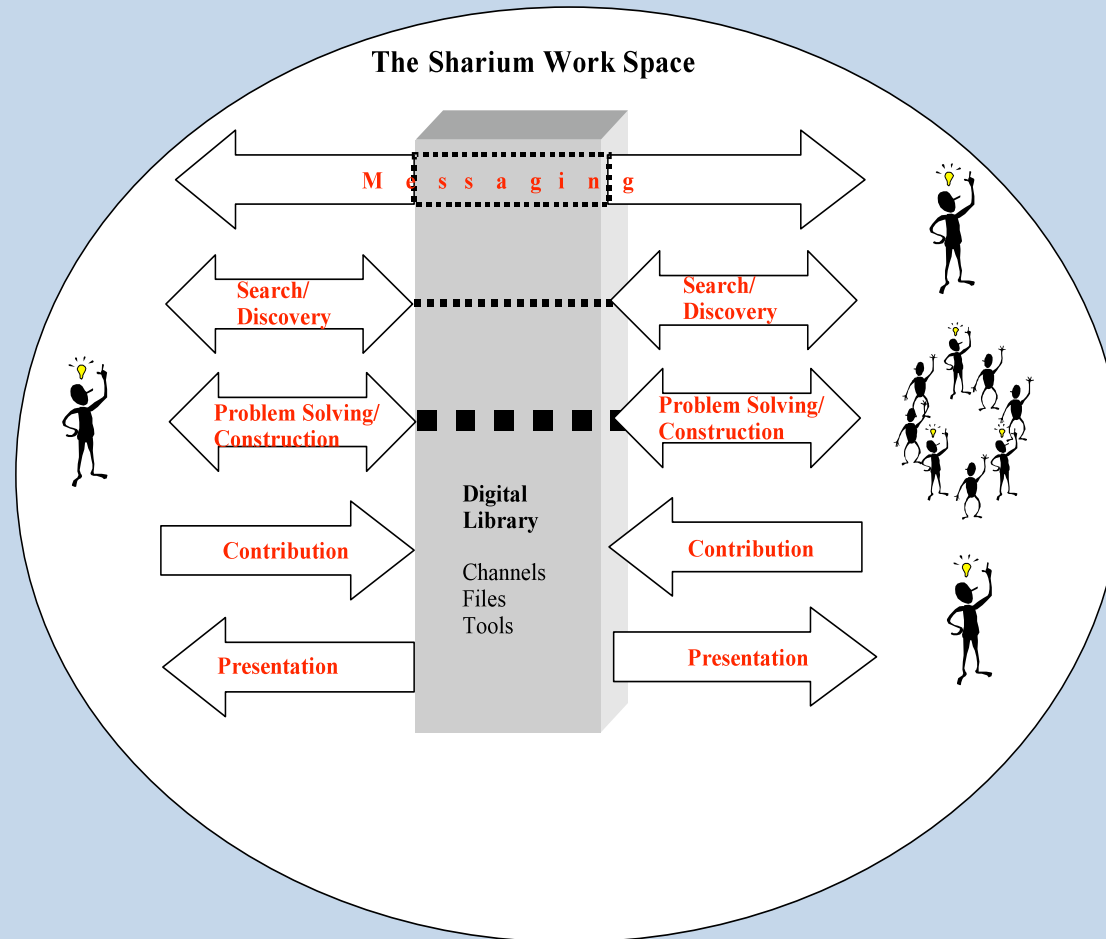 The Sharium Work Space
Messaging
Search/
Discovery
Search/
Discovery
Problem Solving/
Construction
Problem Solving/
Construction
Digital
Library
Channels
Files
Tools
Contribution
Contribution
Presentation
Presentation